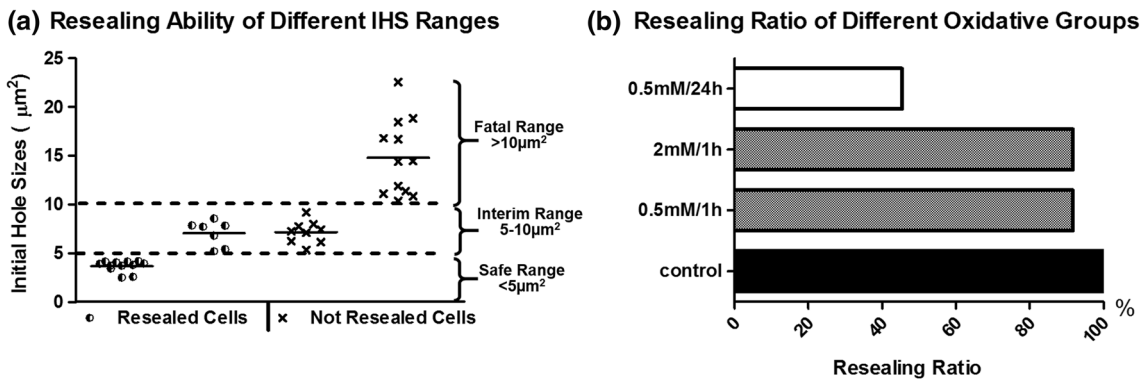 (a) Resealing Ability of Different IHS Ranges
Initial Hole Sizes ( μm²)
25
20
15
10
5
0
Fatal Range
>10μm²
Interim Range
5-10μm²
Safe Range
<5μm²
Resealed Cells
Not Resealed Cells
(b) Resealing Ratio of Different Oxidative Groups
0.5mM/24h
2mM/1h
0.5mM/1h
control
0 20 40 60 80 100 %
Resealing Ratio